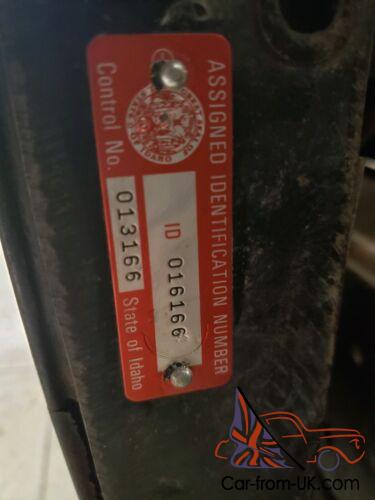 ASSIGNED IDENTIFICATION NUMBER
ID 016166
Control No. 013166 State of Idaho
Car-from-UK.com